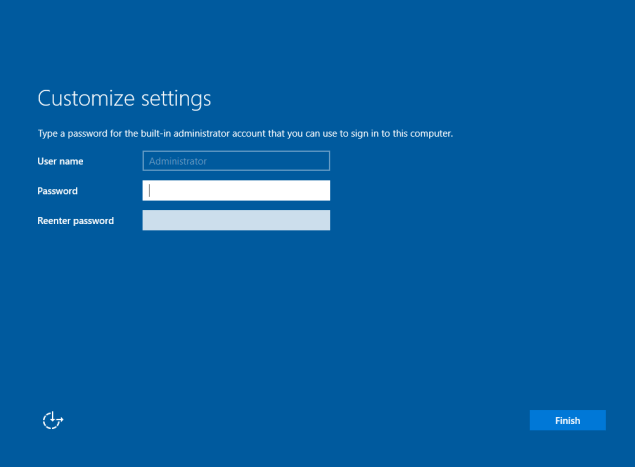 Customize settings
Type a password for the built-in administrator account that you can use to sign in to this computer.
User name Administrator
Password
Reenter password
Finish